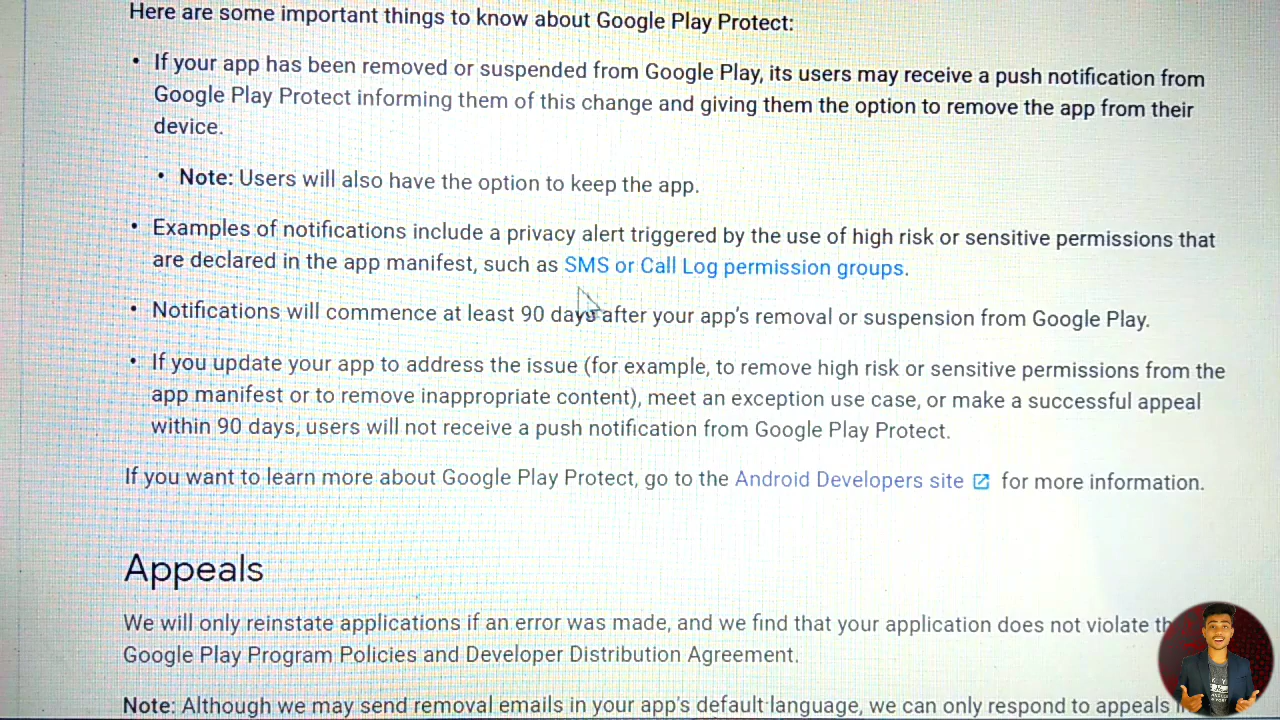 Here are some important things to know about Google Play Protect:
• If your app has been removed or suspended from Google Play, its users may receive a push notification from
Google Play Protect informing them of this change and giving them the option to remove the app from their
device.
• Note: Users will also have the option to keep the app.
• Examples of notifications include a privacy alert triggered by the use of high risk or sensitive permissions that
are declared in the app manifest, such as SMS or Call Log permission groups.
• Notifications will commence at least 90 days after your app's removal or suspension from Google Play.
• If you update your app to address the issue (for example, to remove high risk or sensitive permissions from the
app manifest or to remove inappropriate content), meet an exception use case, or make a successful appeal
within 90 days, users will not receive a push notification from Google Play Protect.
If you want to learn more about Google Play Protect, go to the Android Developers site for more information.
Appeals
We will only reinstate applications if an error was made, and we find that your application does not violate
Google Play Program Policies and Developer Distribution Agreement.
Note: Although we may send removal emails in your app's default language, we can only respond to appeals